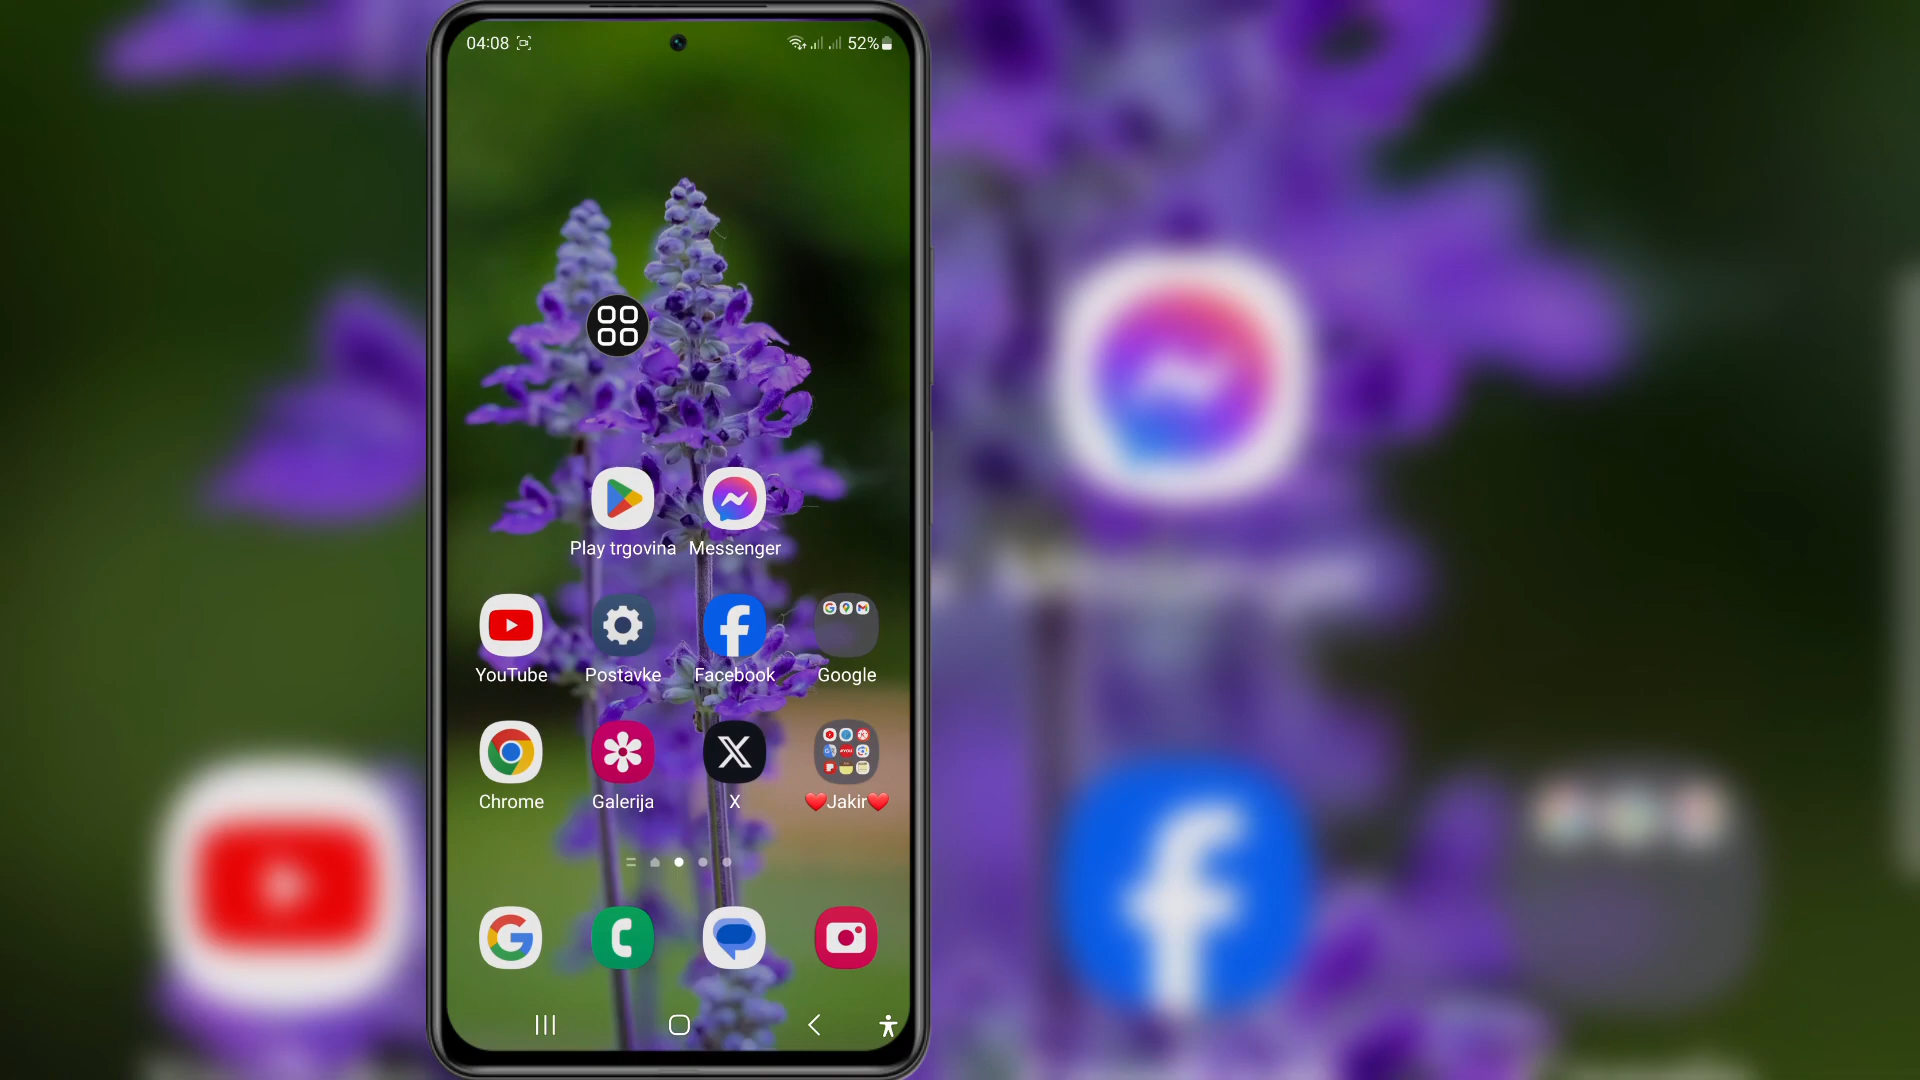 04:08
52%
Play trgovina Messenger
YouTube Postavke Facebook Google
Chrome Galerija X ❤️Jakir❤️